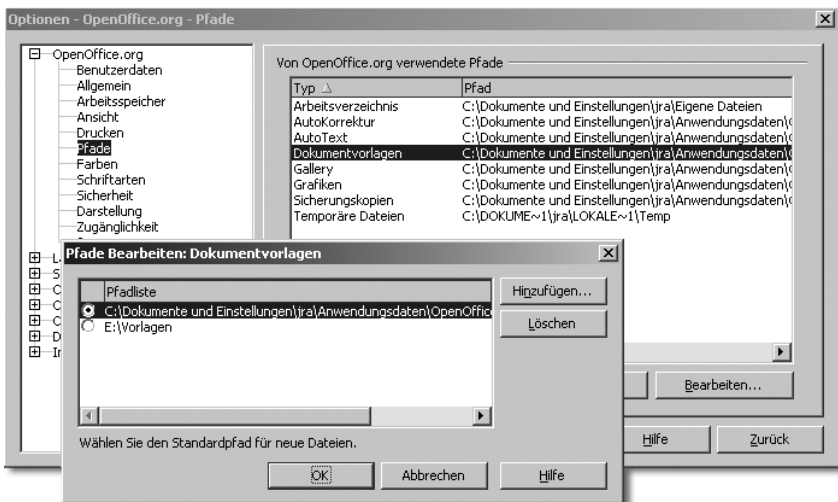 Optionen - OpenOffice.org - Pfade
OpenOffice.org
Benutzerdaten
Allgemein
Arbeitsspeicher
Ansicht
Drucken
Pfade
Farben
Schriftarten
Sicherheit
Darstellung
Zugänglichkeit
Von OpenOffice.org verwendete Pfade
Typ Pfad
Arbeitsverzeichnis C:\Dokumente und Einstellungen\jra\Eigene Dateien
AutoKorrektur C:\Dokumente und Einstellungen\jra\Anwendungsdaten\
AutoText C:\Dokumente und Einstellungen\jra\Anwendungsdaten\
Dokumentvorlagen C:\Dokumente und Einstellungen\jra\Anwendungsdaten\
Gallery C:\Dokumente und Einstellungen\jra\Anwendungsdaten\
Grafiken C:\Dokumente und Einstellungen\jra\Anwendungsdaten\
Sicherungskopien C:\Dokumente und Einstellungen\jra\Anwendungsdaten\
Temporäre Dateien C:\DOKUME~1\jra\LOKALE~1\Temp
Bearbeiten...
Hilfe Zurück
Pfade Bearbeiten: Dokumentvorlagen
Pfadliste
C:\Dokumente und Einstellungen\jra\Anwendungsdaten\OpenOffic
E:\Vorlagen
Hinzufügen...
Löschen
Wählen Sie den Standardpfad für neue Dateien.
OK Abbrechen Hilfe